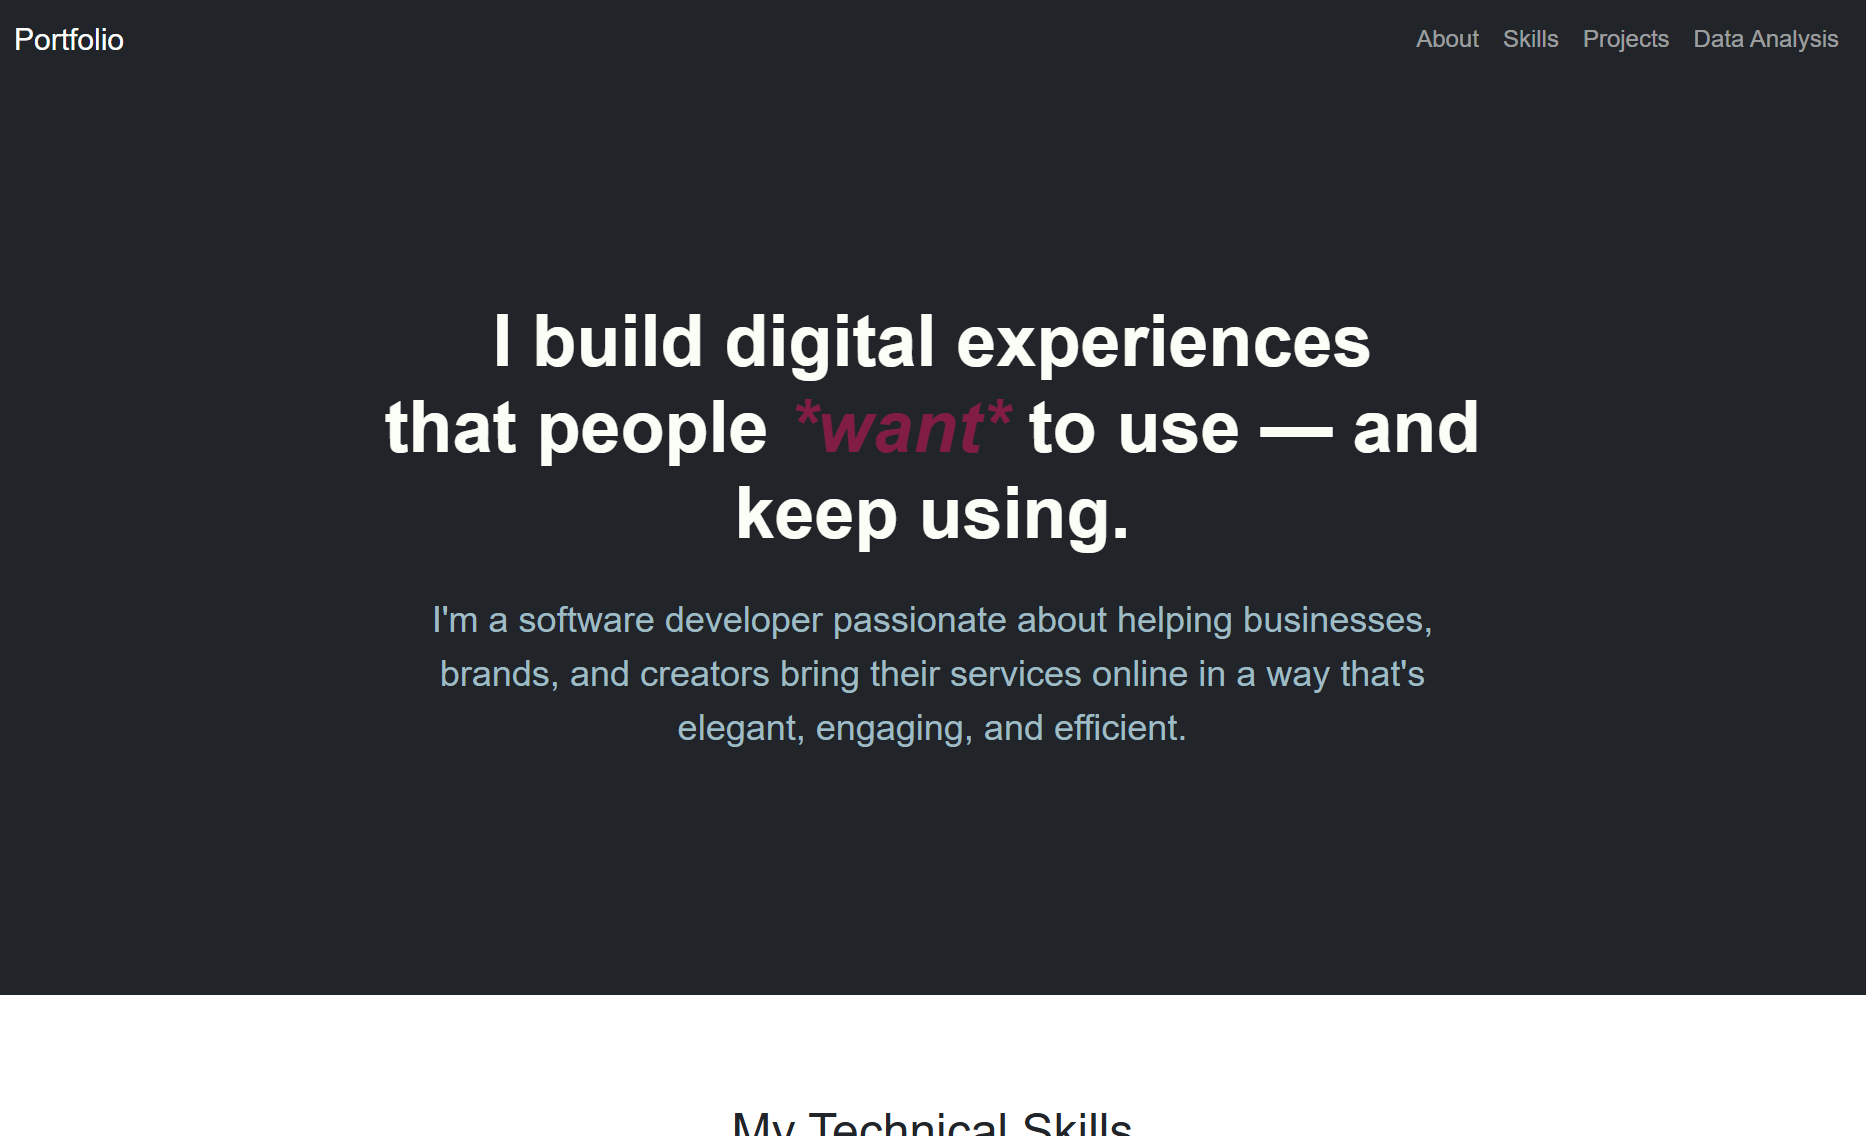 Portfolio
About Skills Projects Data Analysis
I build digital experiences
that people *want* to use — and
keep using.
I'm a software developer passionate about helping businesses,
brands, and creators bring their services online in a way that's
elegant, engaging, and efficient.
My Technical Skills